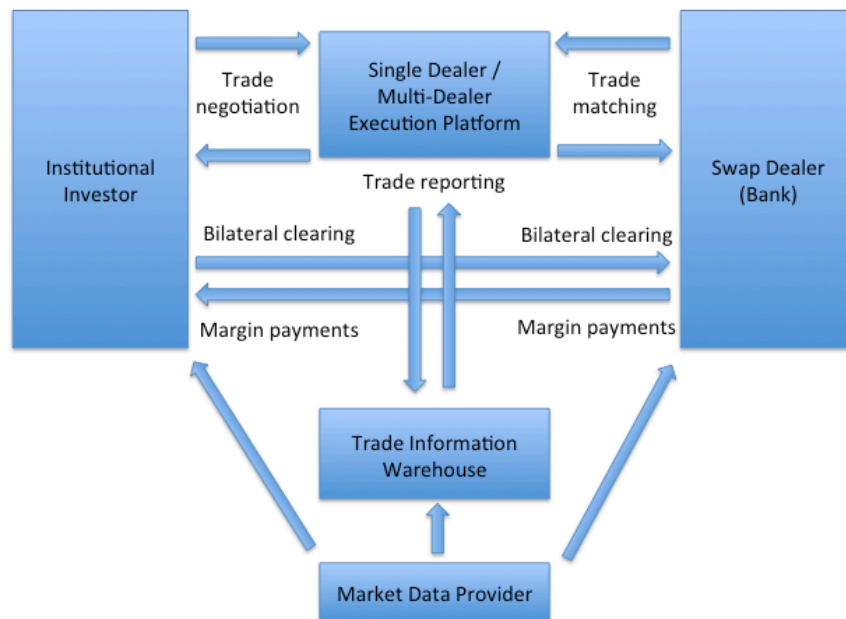 Single Dealer /
Multi-Dealer
Execution Platform
Trade
negotiation
Trade
matching
Institutional
Investor
Swap Dealer
(Bank)
Trade reporting
Bilateral clearing
Bilateral clearing
Margin payments
Margin payments
Trade Information
Warehouse
Market Data Provider